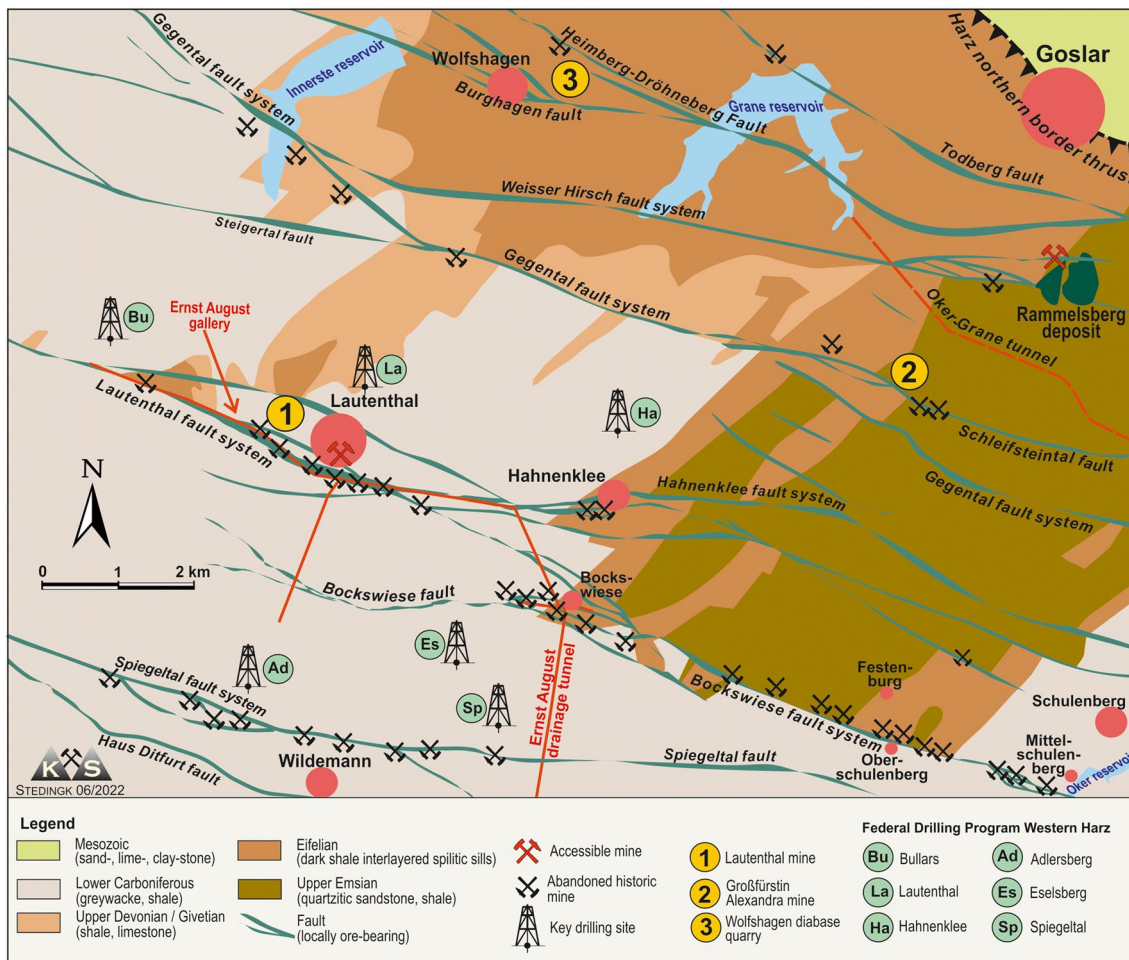 Goslar
Harz northern border thrust
Gegental fault system
Innerste reservoir
Wolfshagen
3
Heimberg-Dröhneberg Fault
Burghagen fault
Grane reservoir
Todberg fault
Weisser Hirsch fault system
Steigertal fault
Gegental fault system
Oker-Grane tunnel
Rammelsberg
deposit
Bu
Ernst August
gallery
La
Lautenthal
1
Lautenthal fault system
Ha
2
Schleifsteintal fault
Gegental fault system
Hahnenklee
Hahnenklee fault system
N
0 1 2 km
Bockswiese fault
Bocks-
wiese
Es
Ad
Sp
Spiegeltal fault system
Ernst August
drainage tunnel
Bockswiese fault system
Festen-
burg
Schulenberg
Ober-
schulenberg
Mittel-
schulen-
berg
Oker reservoir
Haus Ditfurt fault
Wildemann
Spiegeltal fault
K S
STEDINGK 06/2022
Legend
Mesozoic
(sand-, lime-, clay-stone)
Lower Carboniferous
(greywacke, shale)
Upper Devonian / Givetian
(shale, limestone)
Eifelian
(dark shale interlayered spilitic sills)
Upper Emsian
(quartzitic sandstone, shale)
Fault
(locally ore-bearing)
Accessible mine
Abandoned historic
mine
Key drilling site
1 Lautenthal mine
2 Großfürstin
Alexandra mine
3 Wolfshagen diabase
quarry
Federal Drilling Program Western Harz
Bu Bullars
La Lautenthal
Ha Hahnenklee
Ad Adlersberg
Es Eselsberg
Sp Spiegeltal